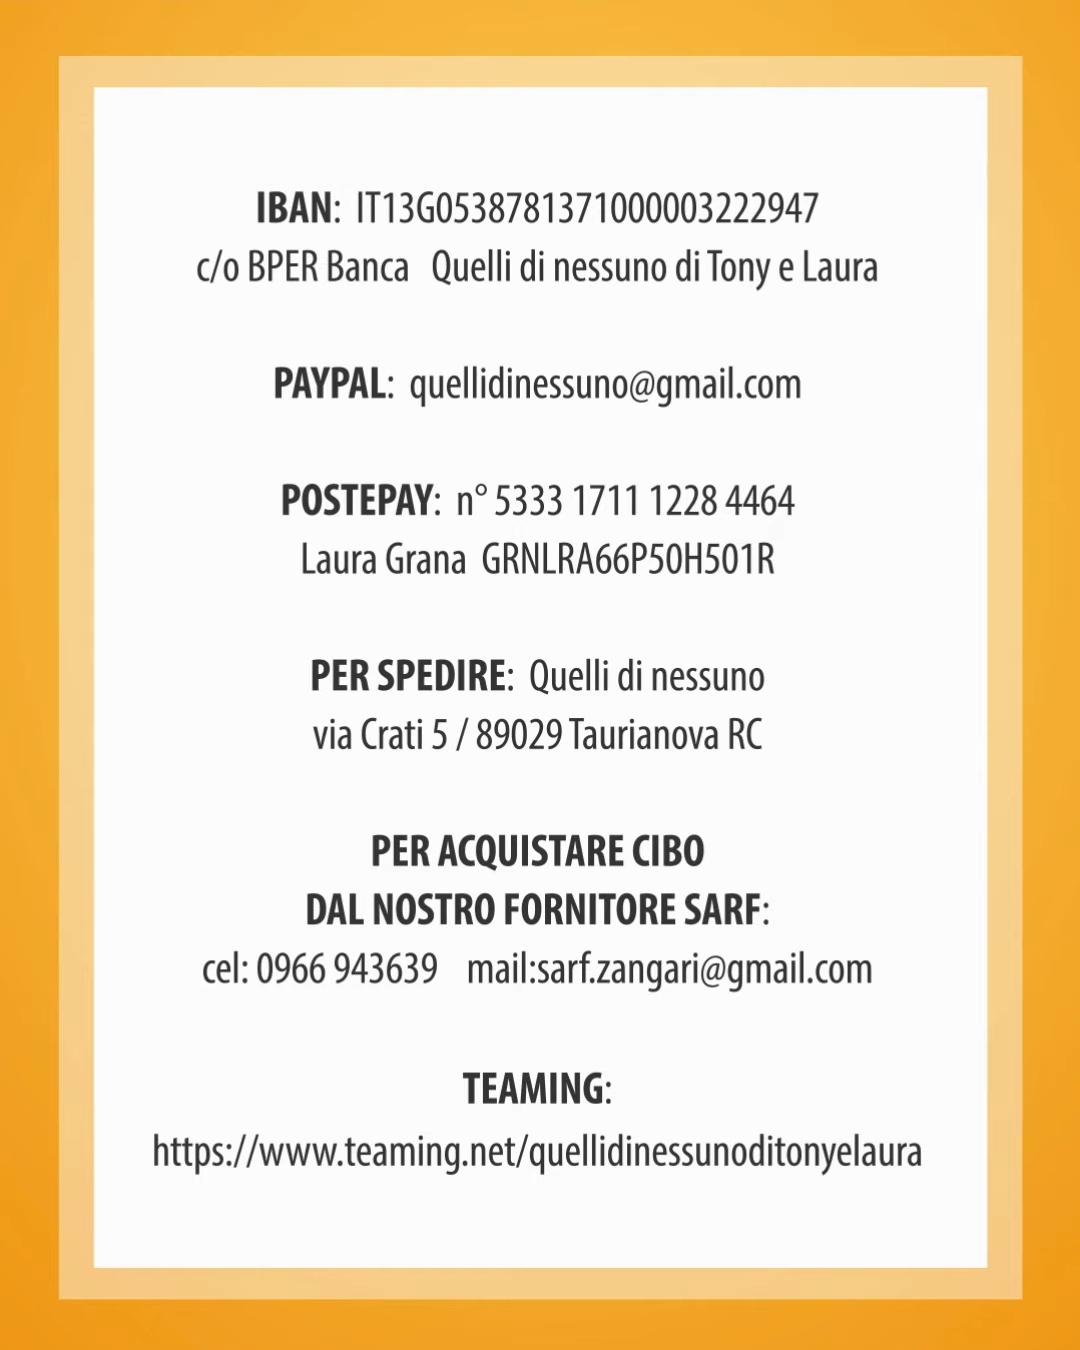 IBAN: IT13G0538781371000003222947
c/o BPER Banca Quelli di nessuno di Tony e Laura
PAYPAL: quellidinessuno@gmail.com
POSTEPAY: n° 5333 1711 1228 4464
Laura Grana GRNLRA66P50H501R
PER SPEDIRE: Quelli di nessuno
via Crati 5 / 89029 Taurianova RC
PER ACQUISTARE CIBO
DAL NOSTRO FORNITORE SARF:
cel: 0966 943639 mail:sarf.zangari@gmail.com
TEAMING:
https://www.teaming.net/quellidinessunoditonyelaura